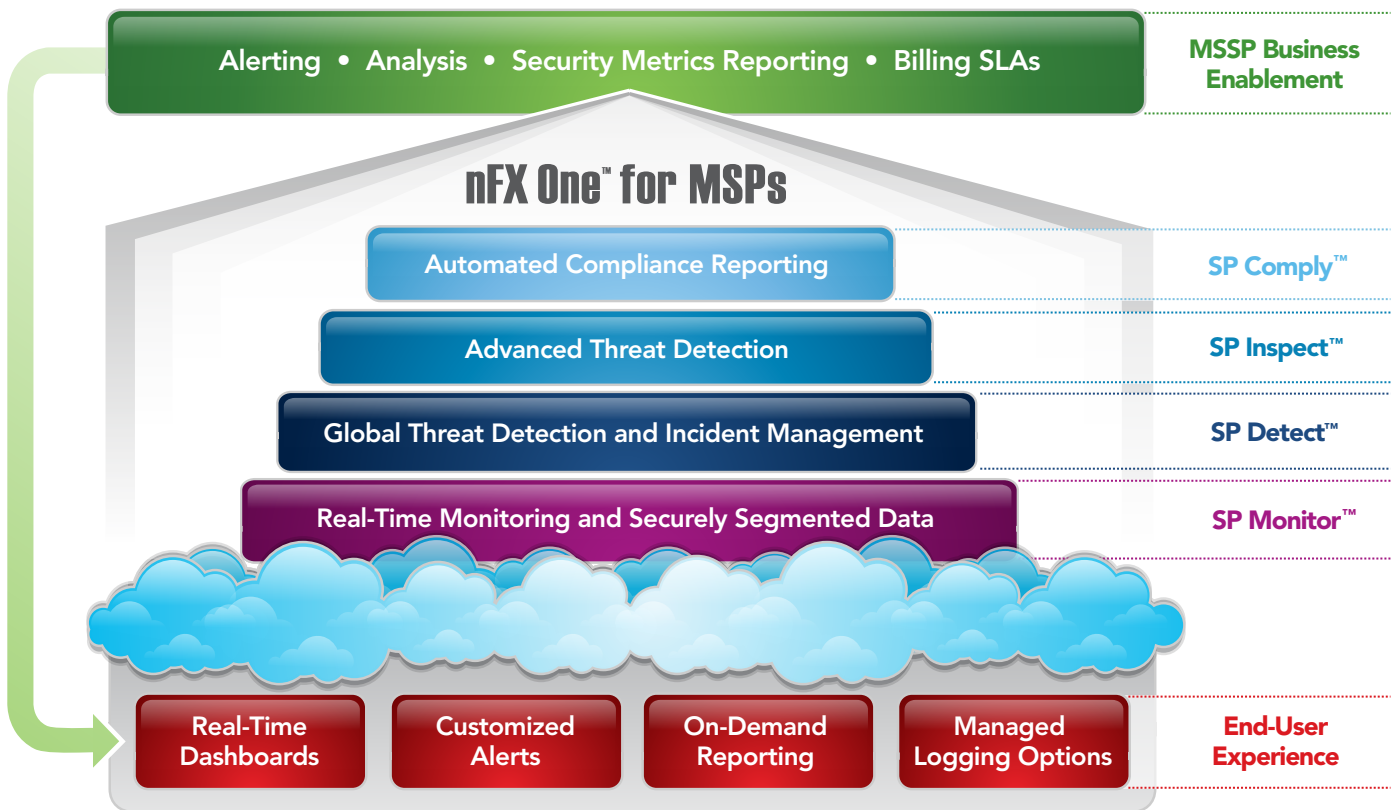 Alerting • Analysis • Security Metrics Reporting • Billing SLAs
MSSP Business
Enablement
nFX One™ for MSPs
Automated Compliance Reporting
SP Comply™
Advanced Threat Detection
SP Inspect™
Global Threat Detection and Incident Management
SP Detect™
Real-Time Monitoring and Securely Segmented Data
SP Monitor™
Real-Time
Dashboards
Customized
Alerts
On-Demand
Reporting
Managed
Logging Options
End-User
Experience